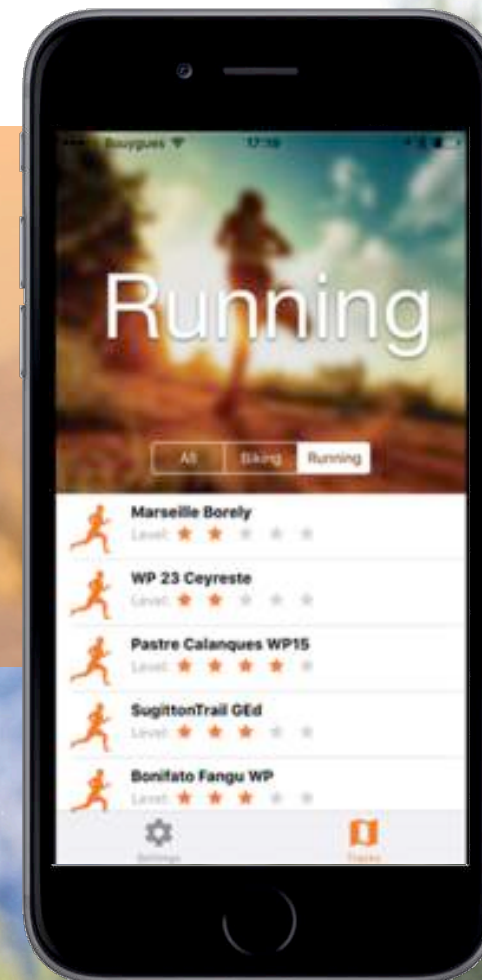 Bouygues 17:19
Running
All Biking Running
Marseille Borely
Level:
WP 23 Ceyreste
Level:
Pastre Calanques WP15
Level:
SugittonTrail GEd
Level:
Bonifato Fangu WP
Level:
Settings Tracks